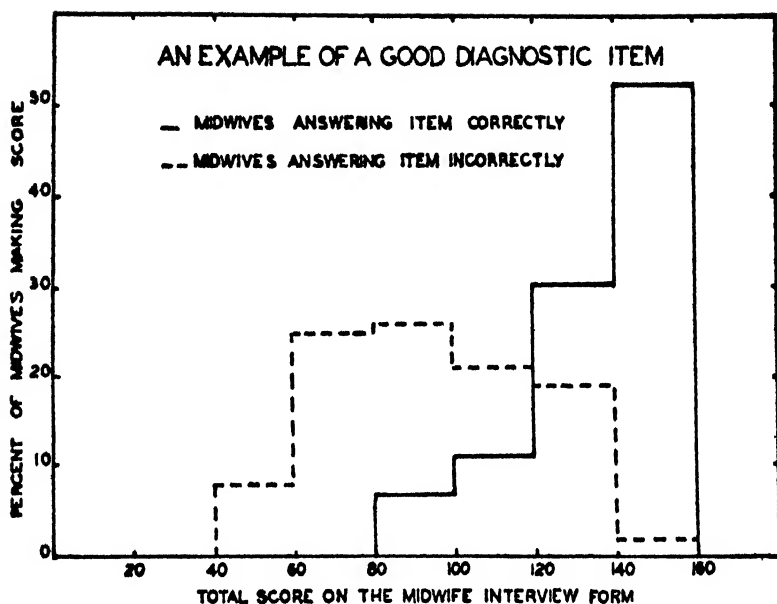 AN EXAMPLE OF A GOOD DIAGNOSTIC ITEM
MIDWIVES ANSWERING ITEM CORRECTLY
MIDWIVES ANSWERING ITEM INCORRECTLY
PERCENT OF MIDWIVES MAKING SCORE
50
40
30
20
10
0
20 40 60 80 100 120 140 160
TOTAL SCORE ON THE MIDWIFE INTERVIEW FORM